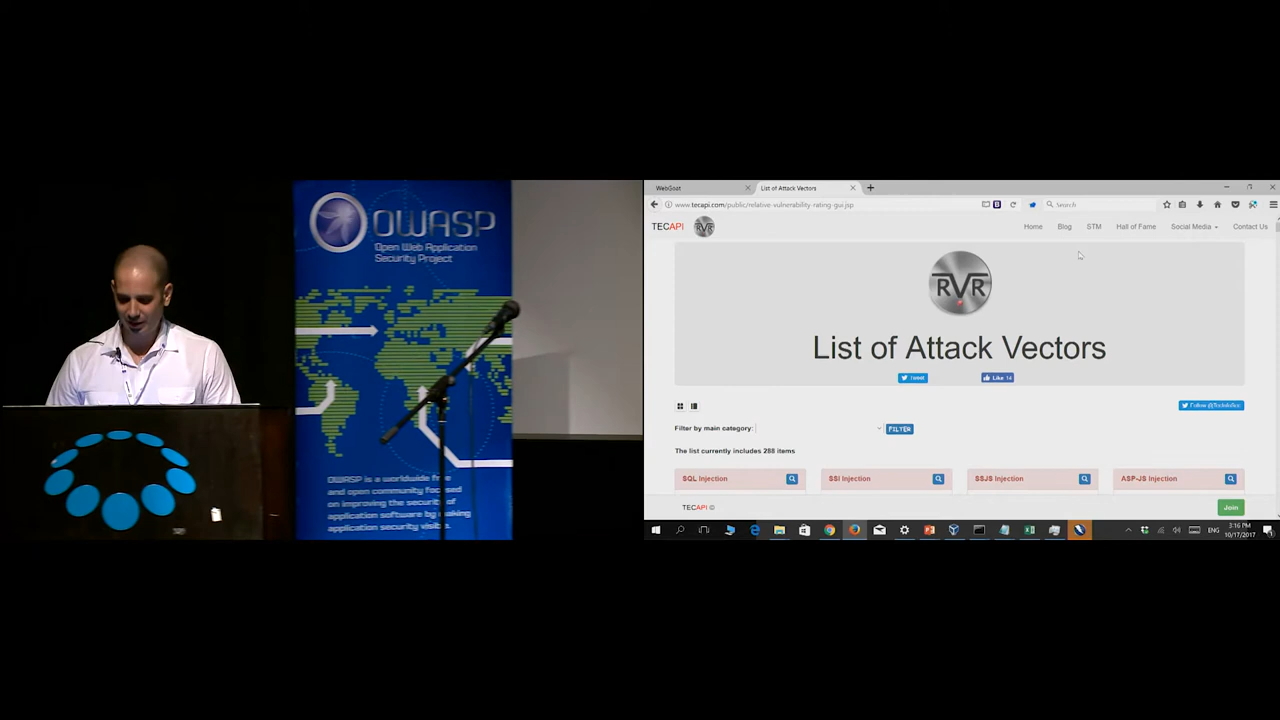 OWASP
Open Web Application
Security Project
OWASP is a worldwide free
and open community focused
on improving the security of
application software by making
application security visible.
WebGoat
List of Attack Vectors
www.tecapi.com/public/relative-vulnerability-rating-gui.jsp
Search
TECAPI
RVR
Home
Blog
STM
Hall of Fame
Social Media
Contact Us
RVR
List of Attack Vectors
Tweet
Like 14
Filter by main category:
FILTER
The list currently includes 288 items
SQL Injection
SSI Injection
SSJS Injection
ASP-JS Injection
TECAPI ©
Join
ENG
3:16 PM
10/17/2017